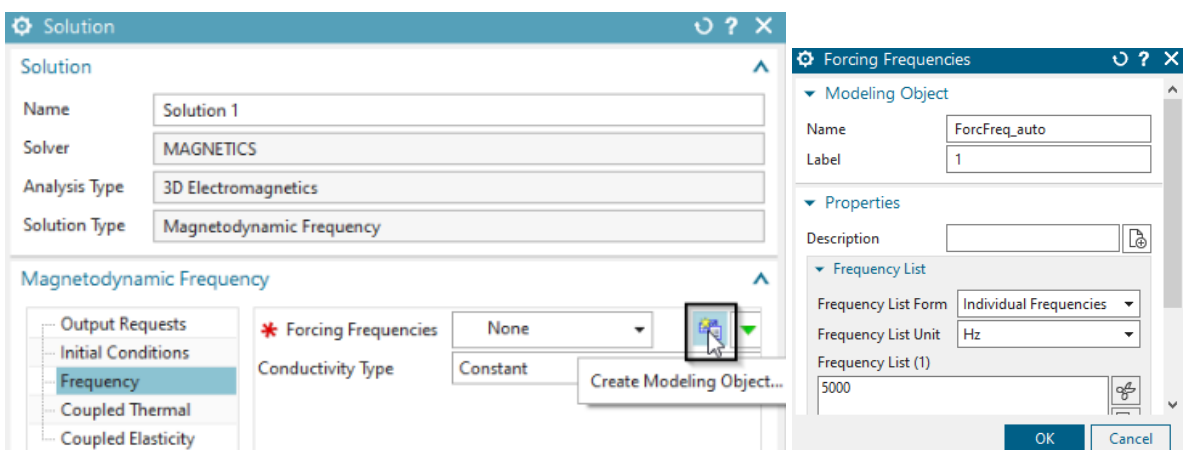 Solution
Solution
Name Solution 1
Solver MAGNETICS
Analysis Type 3D Electromagnetics
Solution Type Magnetodynamic Frequency
Magnetodynamic Frequency
Output Requests
Initial Conditions
Frequency
Coupled Thermal
Coupled Elasticity
* Forcing Frequencies None
Conductivity Type Constant
Create Modeling Object...
Forcing Frequencies
Modeling Object
Name ForcFreq_auto
Label 1
Properties
Description
Frequency List
Frequency List Form Individual Frequencies
Frequency List Unit Hz
Frequency List (1)
5000
OK Cancel